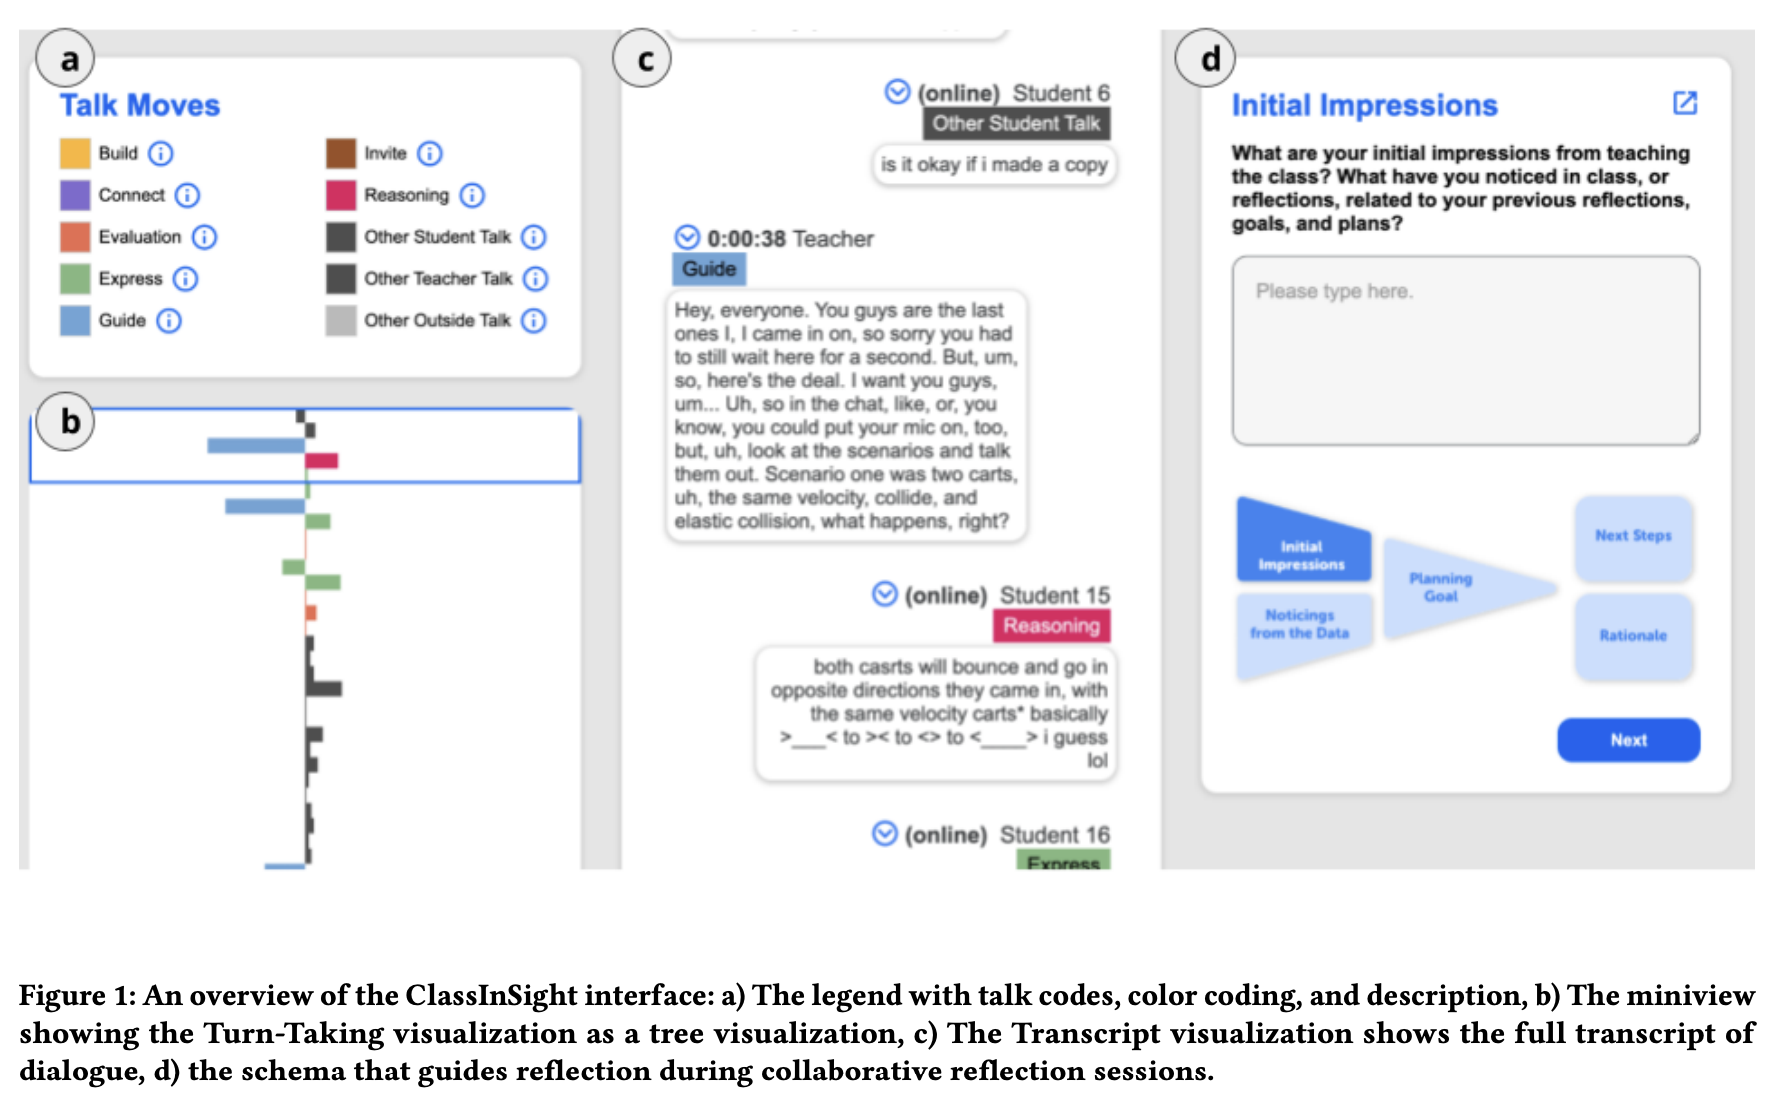 a
Talk Moves
Build
Connect
Evaluation
Express
Guide
Invite
Reasoning
Other Student Talk
Other Teacher Talk
Other Outside Talk
b
c
(online) Student 6
Other Student Talk
is it okay if i made a copy
0:00:38 Teacher
Guide
Hey, everyone. You guys are the last
ones I, I came in on, so sorry you had
to still wait here for a second. But, um,
so, here's the deal. I want you guys,
um... Uh, so in the chat, like, or, you
know, you could put your mic on, too,
but, uh, look at the scenarios and talk
them out. Scenario one was two carts,
uh, the same velocity, collide, and
elastic collision, what happens, right?
(online) Student 15
Reasoning
both casrts will bounce and go in
opposite directions they came in, with
the same velocity carts* basically
>___< to >< to <> to <____> i guess
lol
(online) Student 16
Express
d
Initial Impressions
What are your initial impressions from teaching
the class? What have you noticed in class, or
reflections, related to your previous reflections,
goals, and plans?
Please type here.
Initial
Impressions
Noticings
from the Data
Planning
Goal
Next Steps
Rationale
Next
Figure 1: An overview of the ClassInSight interface: a) The legend with talk codes, color coding, and description, b) The miniview
showing the Turn-Taking visualization as a tree visualization, c) The Transcript visualization shows the full transcript of
dialogue, d) the schema that guides reflection during collaborative reflection sessions.